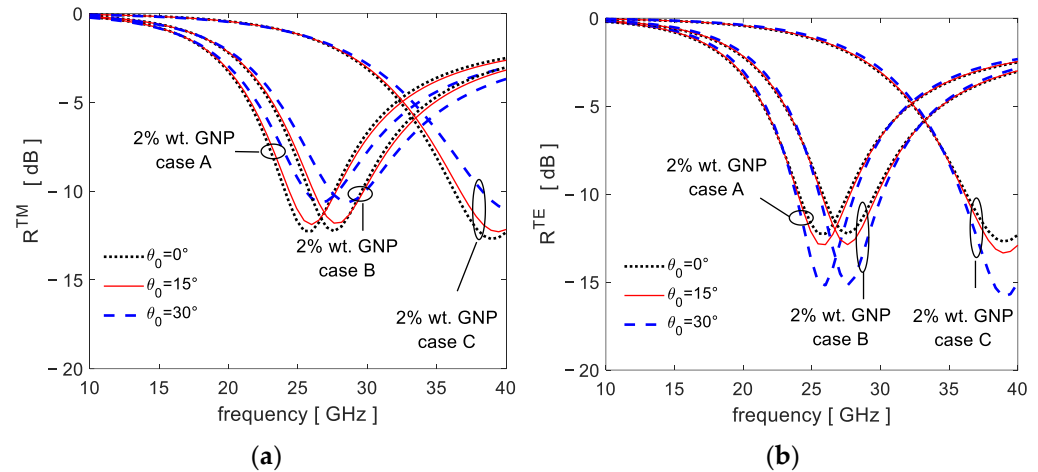 0
− 5
− 10
− 15
− 20
R^TM [ dB]
10
15
20
25
30
35
40
frequency [ GHz ]
2% wt. GNP
case A
2% wt. GNP
case B
2% wt. GNP
case C
θ₀=0°
θ₀=15°
θ₀=30°
(a)
0
− 5
− 10
− 15
− 20
R^TE [ dB]
10
15
20
25
30
35
40
frequency [ GHz ]
2% wt. GNP
case A
2% wt. GNP
case B
2% wt. GNP
case C
θ₀=0°
θ₀=15°
θ₀=30°
(b)